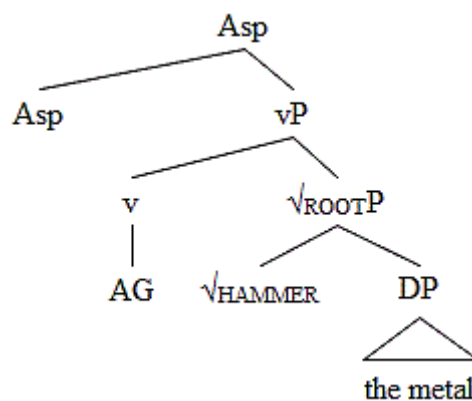 Asp
Asp vP
v √ROOTP
AG √HAMMER DP
the metal